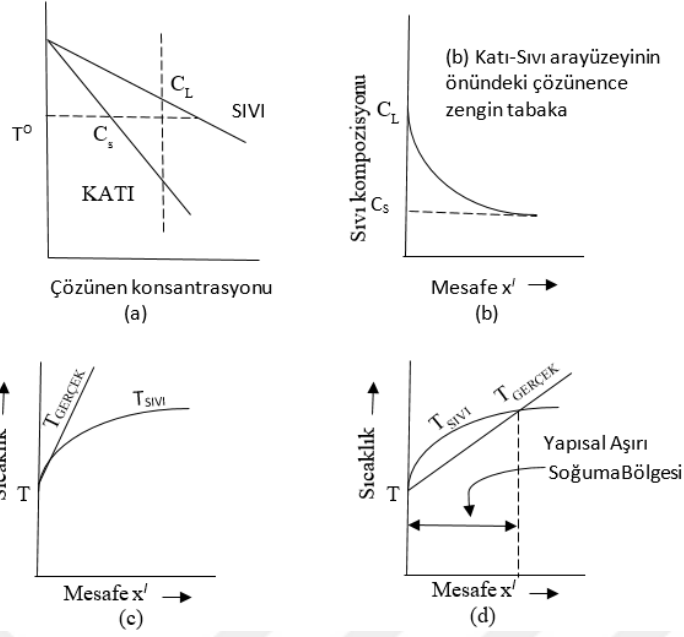 C_L
SIVI
T^O
C_s
KATI
Çözünen konsantrasyonu
(a)
(b) Katı-Sıvı arayüzeyinin
önündeki çözünence
zengin tabaka
Sıvı kompozisyonu
C_L
C_S
Mesafe x^l
(b)
Sıcaklık
T_GERÇEK
T_SIVI
T
Mesafe x^l
(c)
Sıcaklık
T_SIVI
T_GERÇEK
Yapısal Aşırı
SoğumaBölgesi
T
Mesafe x^l
(d)